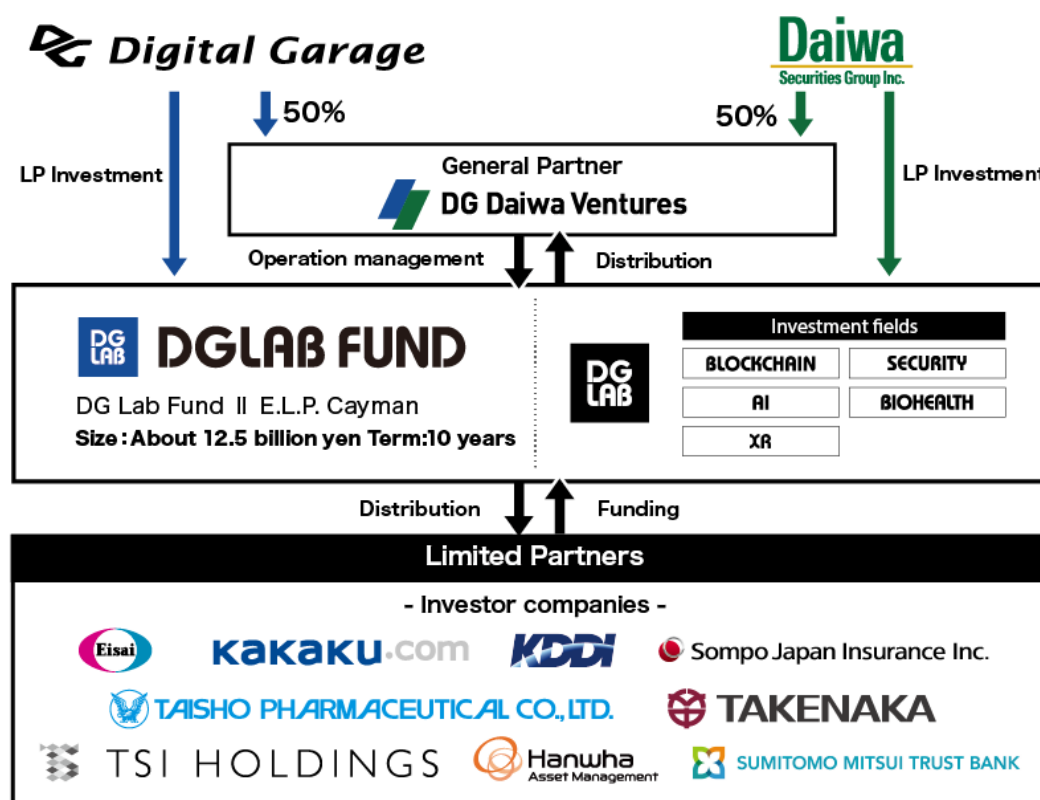 DG Digital Garage
Daiwa
Securities Group Inc.
50%
50%
LP Investment
LP Investment
General Partner
DG Daiwa Ventures
Operation management
Distribution
DG
LAB
DGLAB FUND
DG Lab Fund II E.L.P. Cayman
Size:About 12.5 billion yen Term:10 years
DG
LAB
Investment fields
BLOCKCHAIN
SECURITY
AI
BIOHEALTH
XR
Distribution
Funding
Limited Partners
- Investor companies -
Eisai
kakaku.com
KDDI
Sompo Japan Insurance Inc.
TAISHO PHARMACEUTICAL CO., LTD.
TAKENAKA
TSI HOLDINGS
Hanwha
Asset Management
SUMITOMO MITSUI TRUST BANK